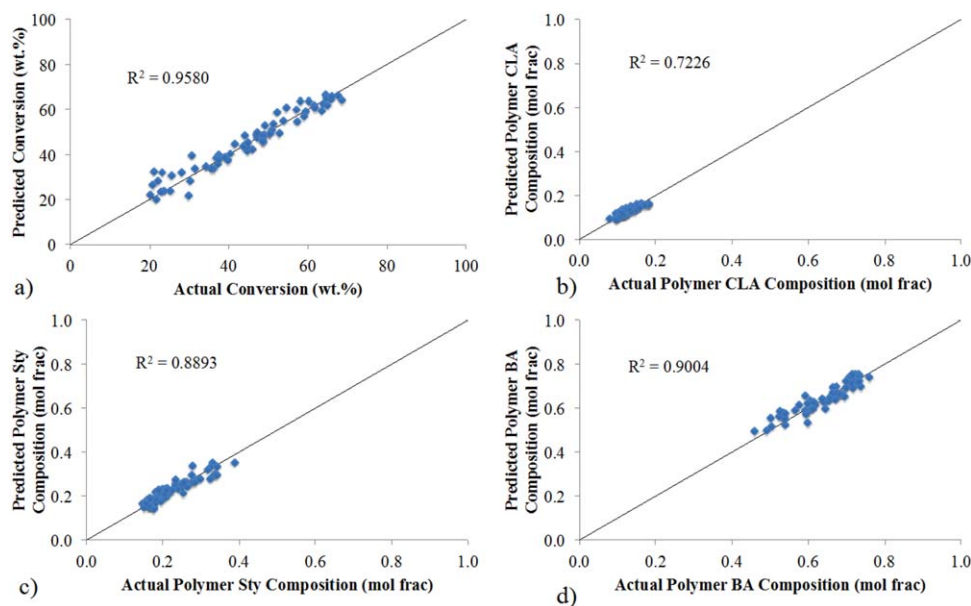 100
80
60
40
20
0
Predicted Conversion (wt.%)
R² = 0.9580
0 20 40 60 80 100
Actual Conversion (wt.%)
a)
1.0
0.8
0.6
0.4
0.2
0.0
Predicted Polymer CLA
Composition (mol frac)
R² = 0.7226
0.0 0.2 0.4 0.6 0.8 1.0
Actual Polymer CLA Composition (mol frac)
b)
1.0
0.8
0.6
0.4
0.2
0.0
Predicted Polymer Sty
Composition (mol frac)
R² = 0.8893
0.0 0.2 0.4 0.6 0.8 1.0
Actual Polymer Sty Composition (mol frac)
c)
1.0
0.8
0.6
0.4
0.2
0.0
Predicted Polymer BA
Composition (mol frac)
R² = 0.9004
0.0 0.2 0.4 0.6 0.8 1.0
Actual Polymer BA Composition (mol frac)
d)